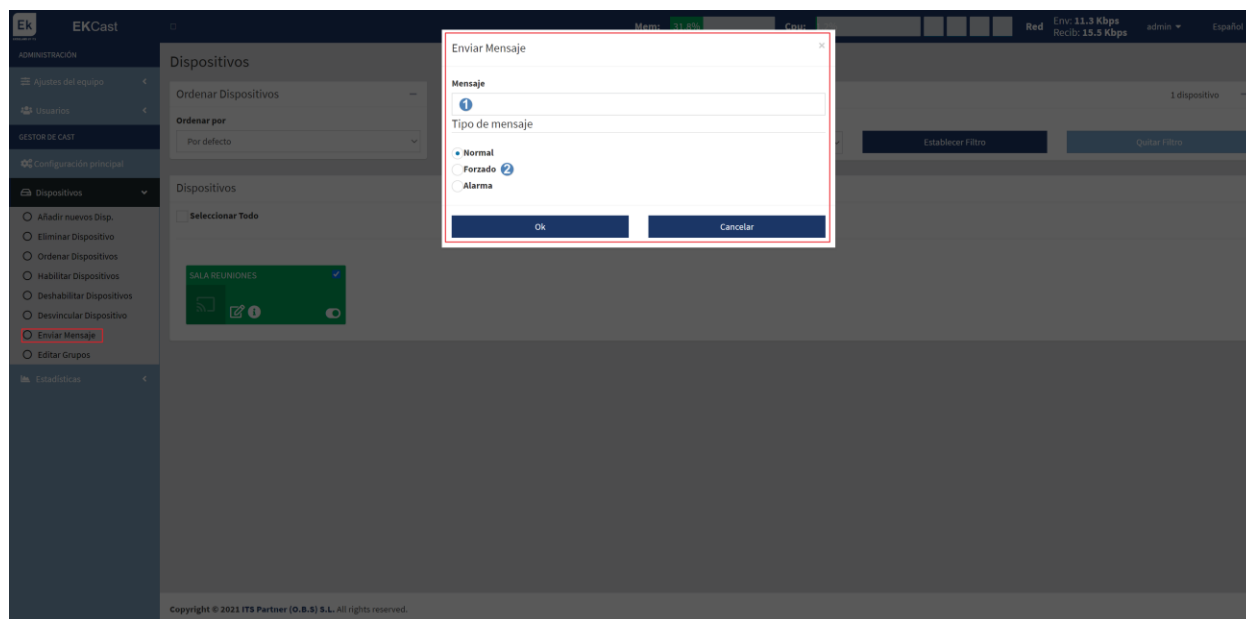 Ek
EKCast
Mem: 31.8%
Cpu:
Red
Env: 11.3 Kbps
Recib: 15.5 Kbps
admin
Español
ADMINISTRACIÓN
Ajustes del equipo
Usuarios
GESTOR DE CAST
Configuración principal
Dispositivos
Añadir nuevos Disp.
Eliminar Dispositivo
Ordenar Dispositivos
Habilitar Dispositivos
Deshabilitar Dispositivos
Desvincular Dispositivo
Enviar Mensaje
Editar Grupos
Estadísticas
Dispositivos
Ordenar Dispositivos
Ordenar por
Por defecto
1 dispositivo
Establecer Filtro
Quitar Filtro
Dispositivos
Seleccionar Todo
SALA REUNIONES
Enviar Mensaje
×
Mensaje
1
Tipo de mensaje
Normal
Forzado 2
Alarma
Ok
Cancelar
Copyright © 2021 ITS Partner (O.B.S) S.L. All rights reserved.